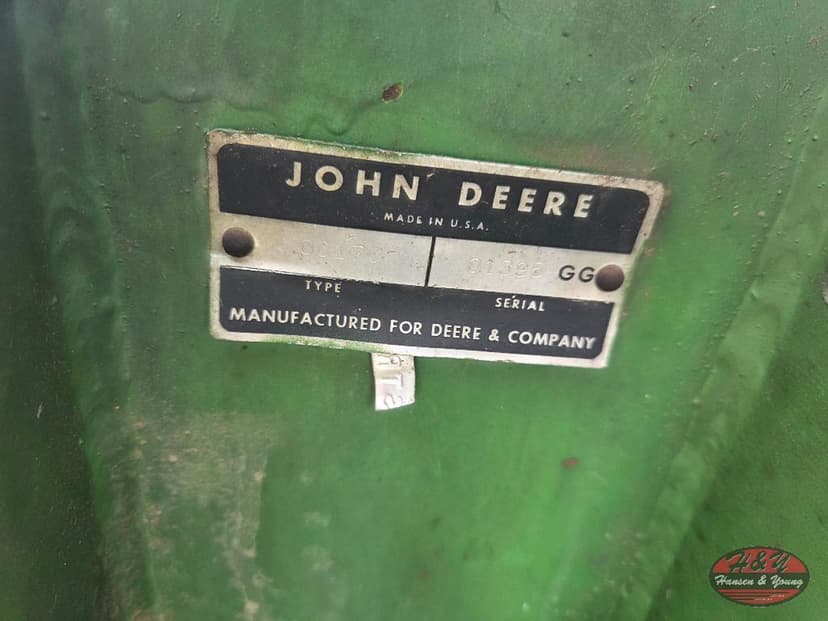 JOHN DEERE
MADE IN U.S.A.
GG
TYPE SERIAL
MANUFACTURED FOR DEERE & COMPANY
H&Y
Hansen & Young